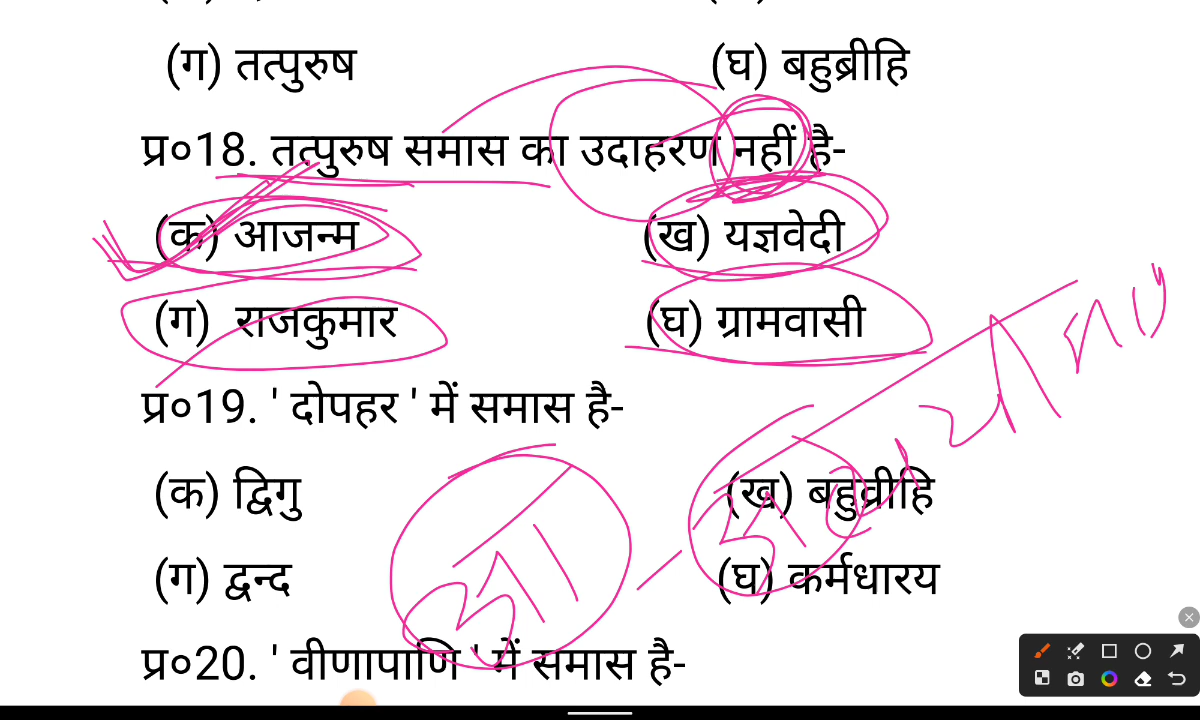 (ग) तत्पुरुष (घ) बहुब्रीहि
प्र०18. तत्पुरुष समास का उदाहरण नहीं है-
(क) आजन्म (ख) यज्ञवेदी
(ग) राजकुमार (घ) ग्रामवासी
प्र०19. ' दोपहर ' में समास है-
(क) द्विगु (ख) बहुव्रीहि
(ग) द्वन्द (घ) कर्मधारय
आ
प्र०20. ' वीणापाणि ' में समास है-